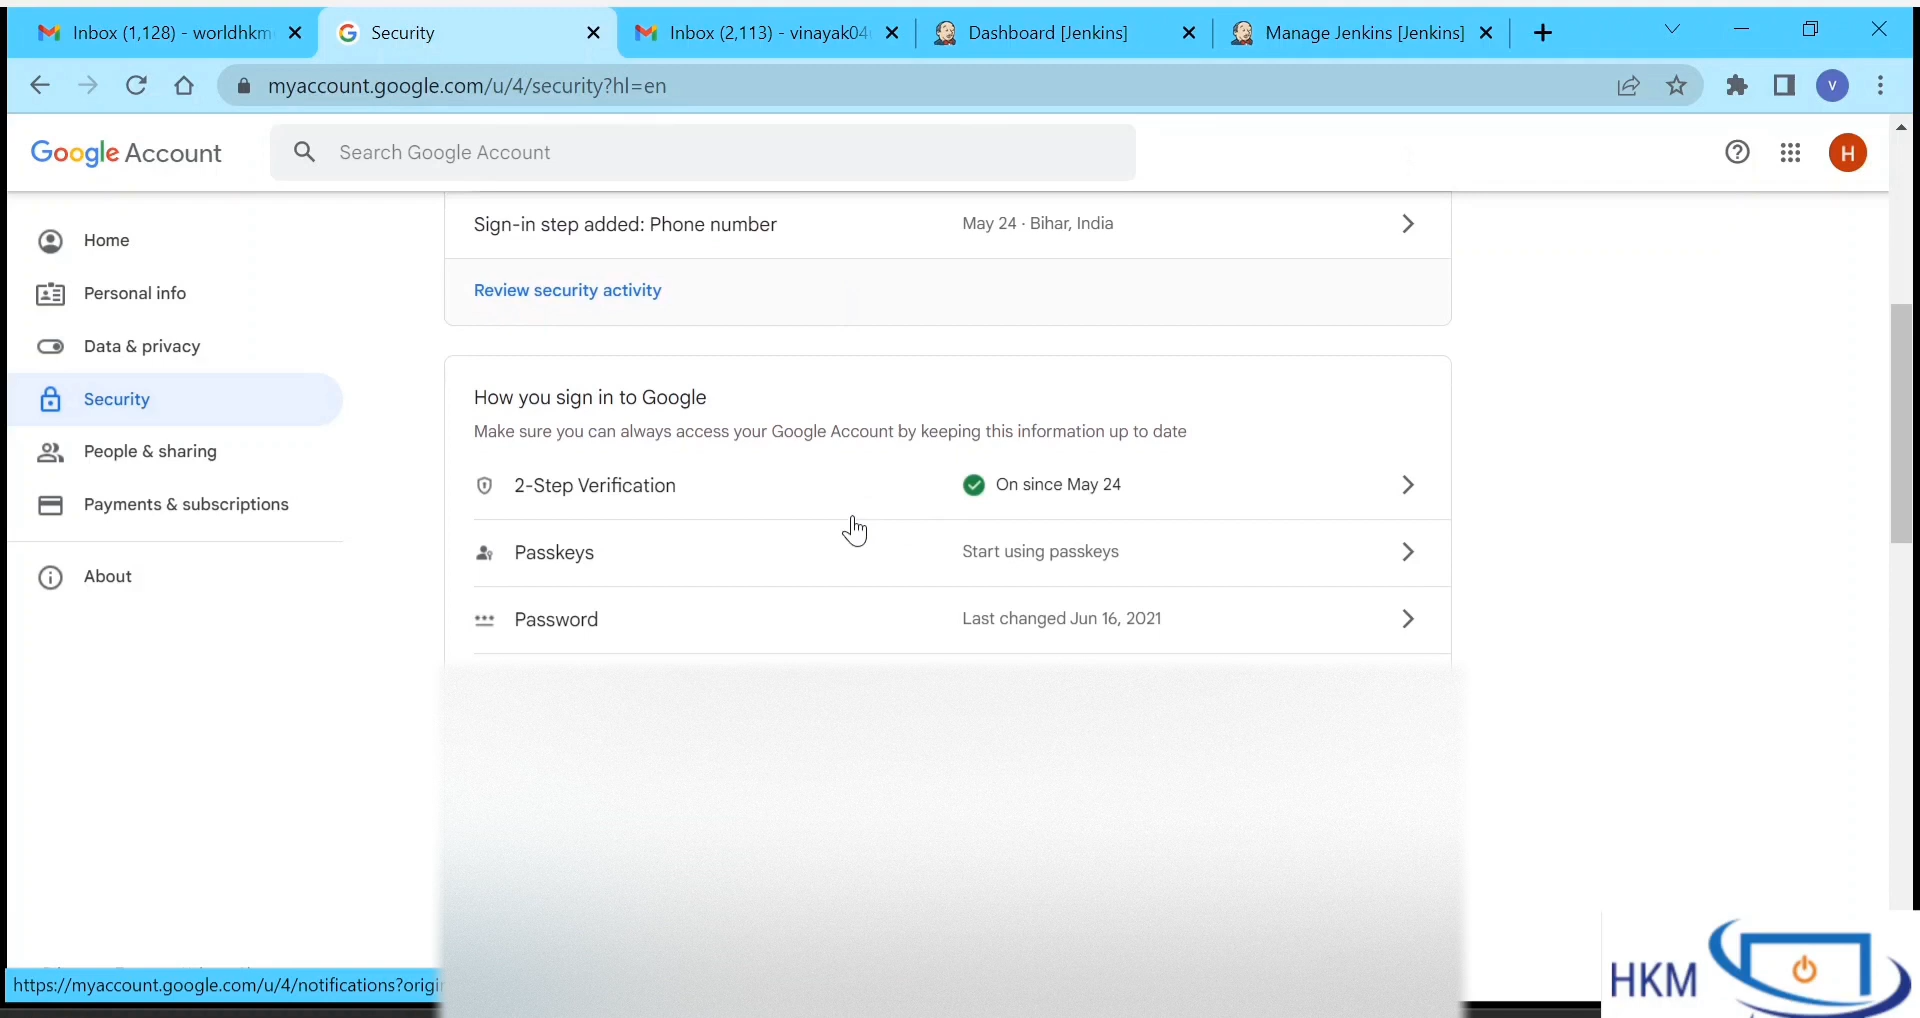 Inbox (1,128) - worldhkm
Security
Inbox (2,113) - vinayak04
Dashboard [Jenkins]
Manage Jenkins [Jenkins]
myaccount.google.com/u/4/security?hl=en
V
Google Account
Search Google Account
H
Sign-in step added: Phone number
May 24 · Bihar, India
Home
Review security activity
Personal info
Data & privacy
How you sign in to Google
Security
Make sure you can always access your Google Account by keeping this information up to date
People & sharing
2-Step Verification
On since May 24
Payments & subscriptions
Passkeys
Start using passkeys
About
Password
Last changed Jun 16, 2021
https://myaccount.google.com/u/4/notifications?origi
HKM